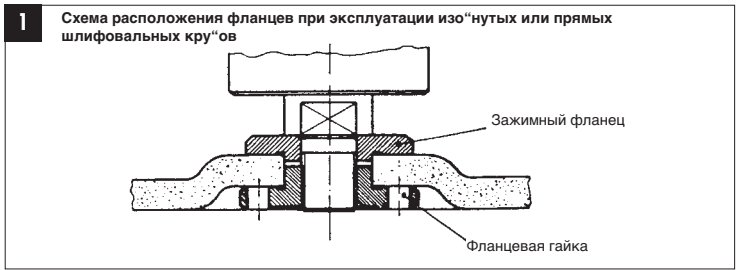 1
Схема расположения фланцев при эксплуатации изо“нутых или прямых
шлифовальных кру“ов
Зажимный фланец
Фланцевая гайка